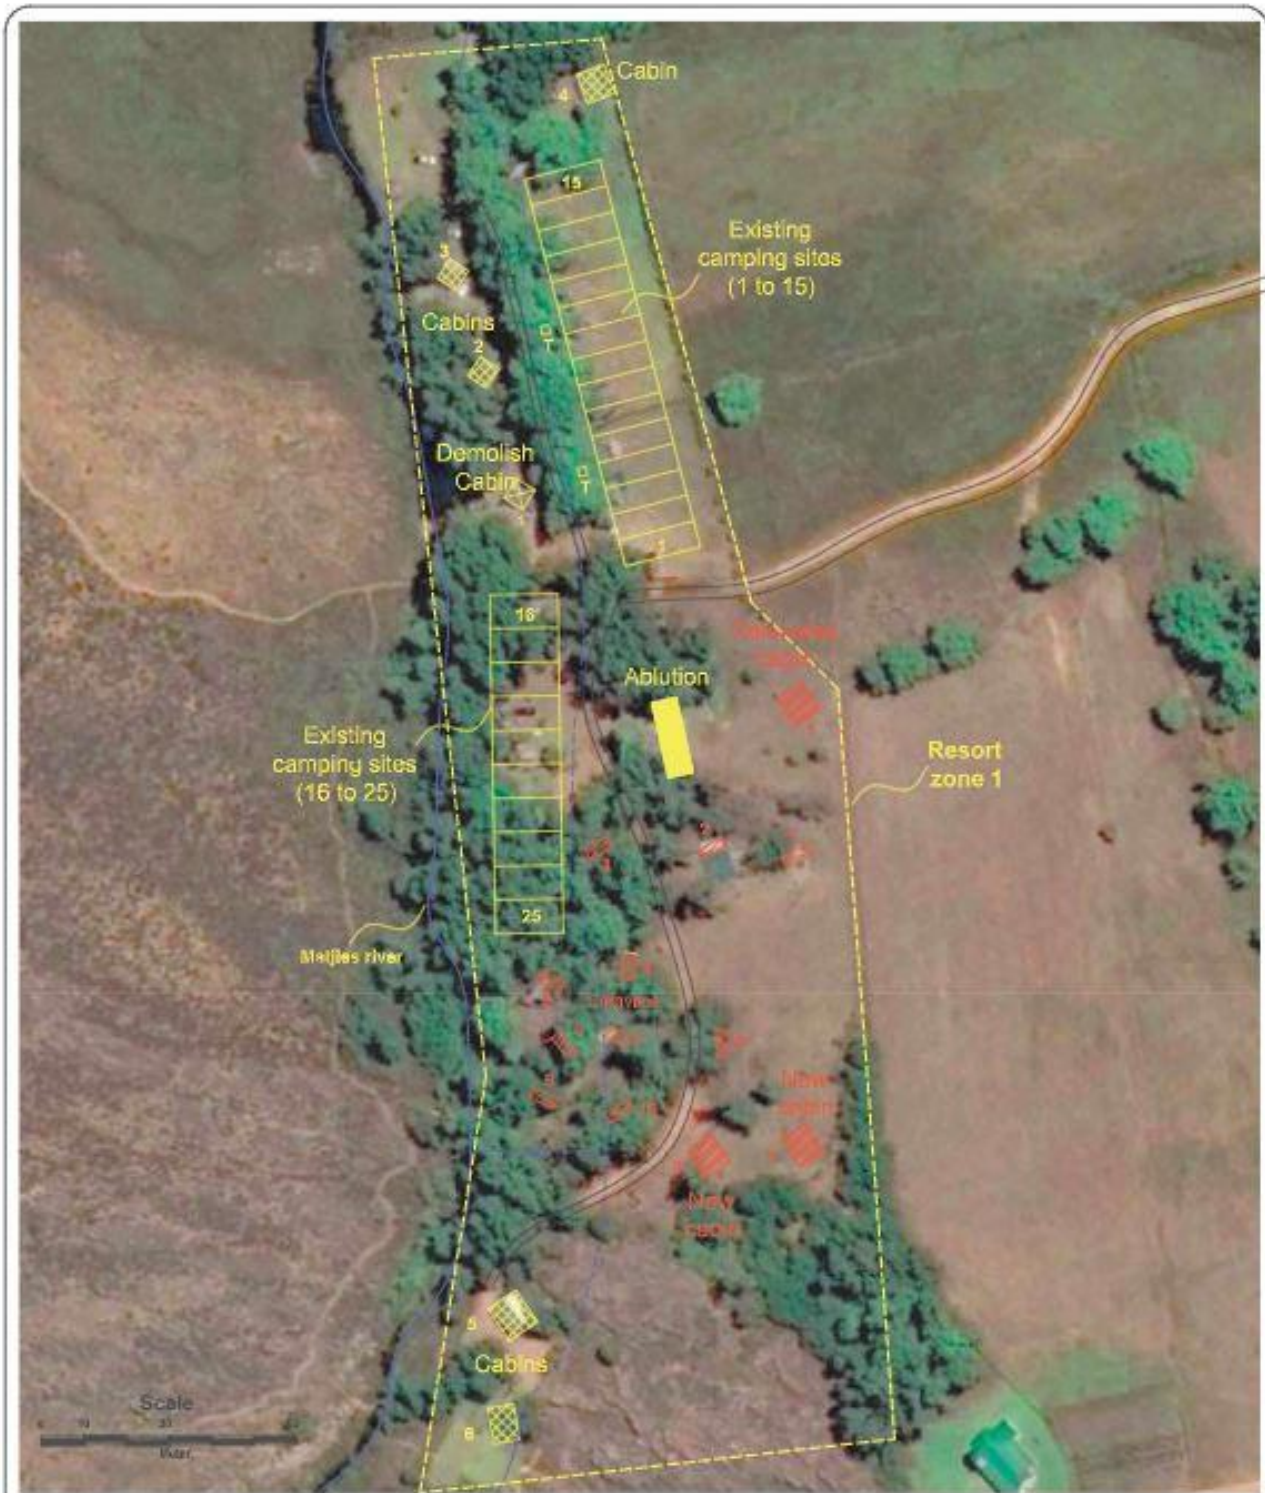 Cabin
4
15
Existing
camping sites
(1 to 15)
3
Cabins
2
T
Demolish
Cabin
T
1
16
Ablution
Existing
camping sites
(16 to 25)
Resort
zone 1
25
Matjies river
New
New
5
Cabins
6
Scale